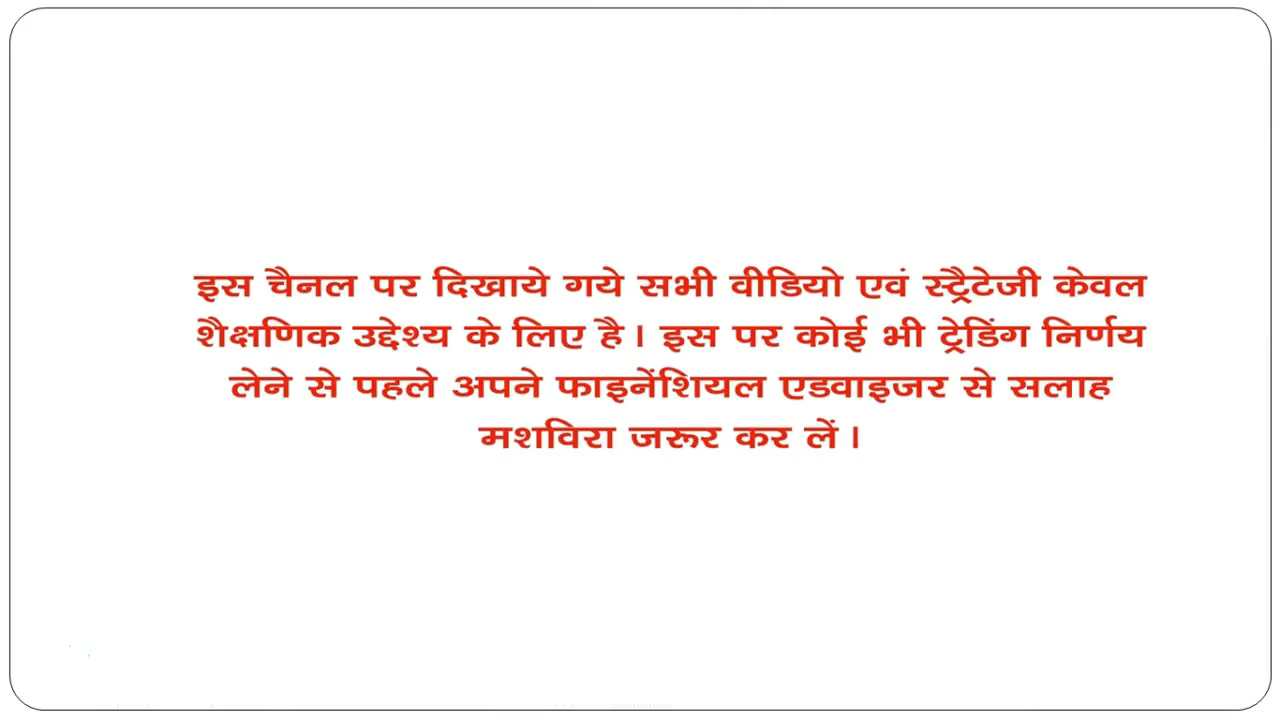 इस चैनल पर दिखाये गये सभी वीडियो एवं स्ट्रैटेजी केवल
शैक्षणिक उद्देश्य के लिए है। इस पर कोई भी ट्रेडिंग निर्णय
लेने से पहले अपने फाइनेंशियल एडवाइजर से सलाह
मशविरा जरूर कर लें।